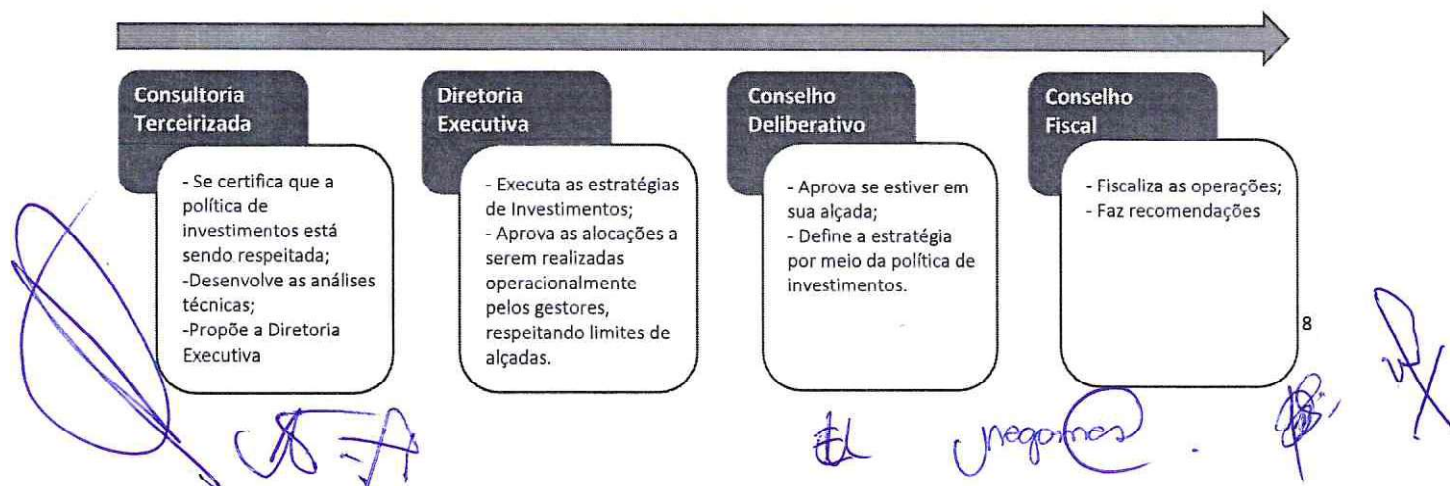 Consultoria
Terceirizada
- Se certifica que a
política de
investimentos está
sendo respeitada;
-Desenvolve as análises
técnicas;
-Propõe a Diretoria
Executiva
Diretoria
Executiva
- Executa as estratégias
de Investimentos;
- Aprova as alocações a
serem realizadas
operacionalmente
pelos gestores,
respeitando limites de
alçadas.
Conselho
Deliberativo
- Aprova se estiver em
sua alçada;
- Define a estratégia
por meio da política de
investimentos.
Conselho
Fiscal
- Fiscaliza as operações;
- Faz recomendações
8